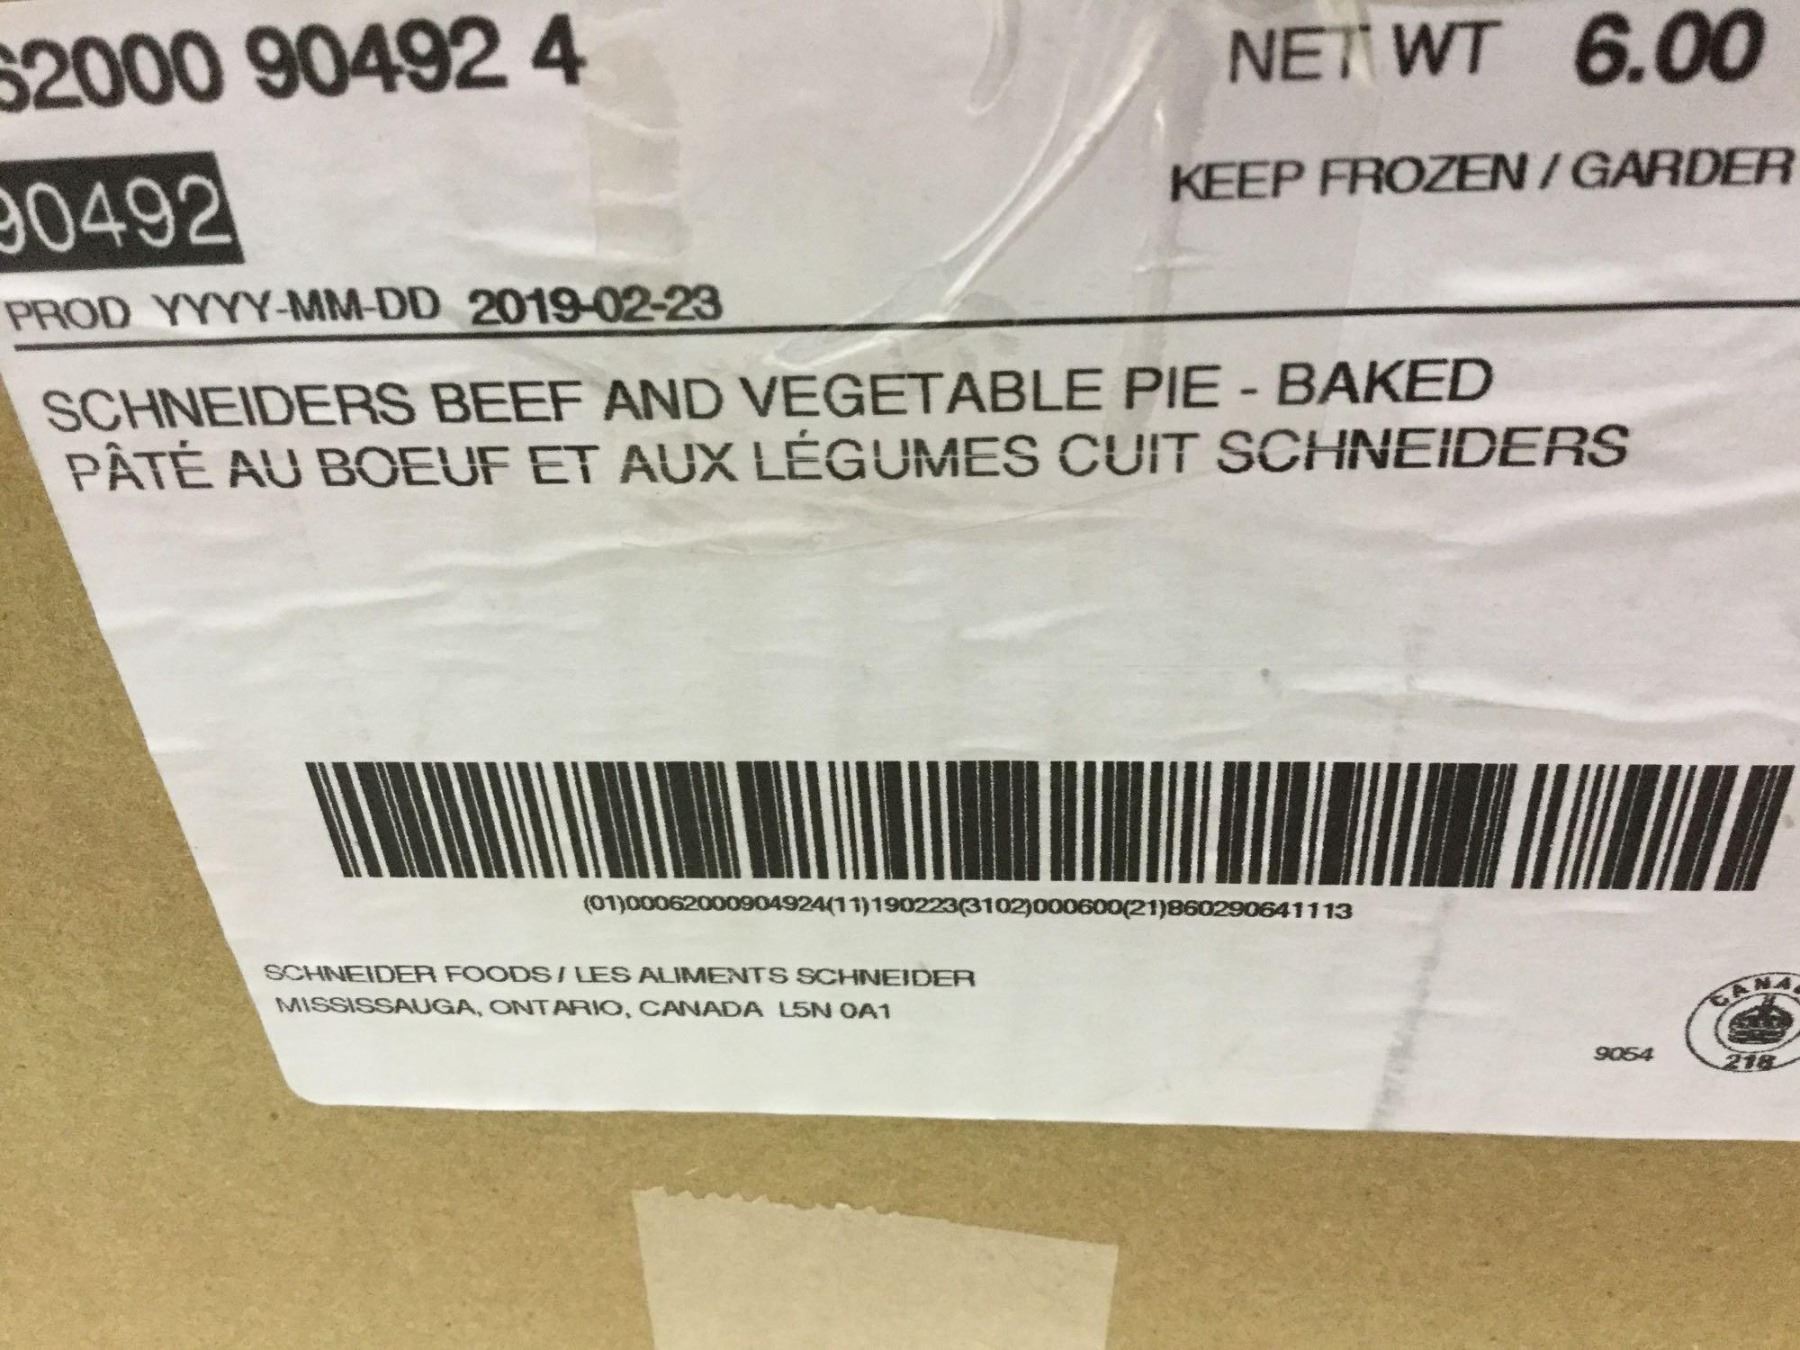 62000 90492 4
NET WT 6.00
90492
KEEP FROZEN / GARDER
PROD YYYY-MM-DD 2019-02-23
SCHNEIDERS BEEF AND VEGETABLE PIE - BAKED
PÂTÉ AU BOEUF ET AUX LÉGUMES CUIT SCHNEIDERS
(01)00062000904924(11)190223(3102)000600(21)860290641113
SCHNEIDER FOODS / LES ALIMENTS SCHNEIDER
MISSISSAUGA, ONTARIO, CANADA L5N 0A1
9054
218